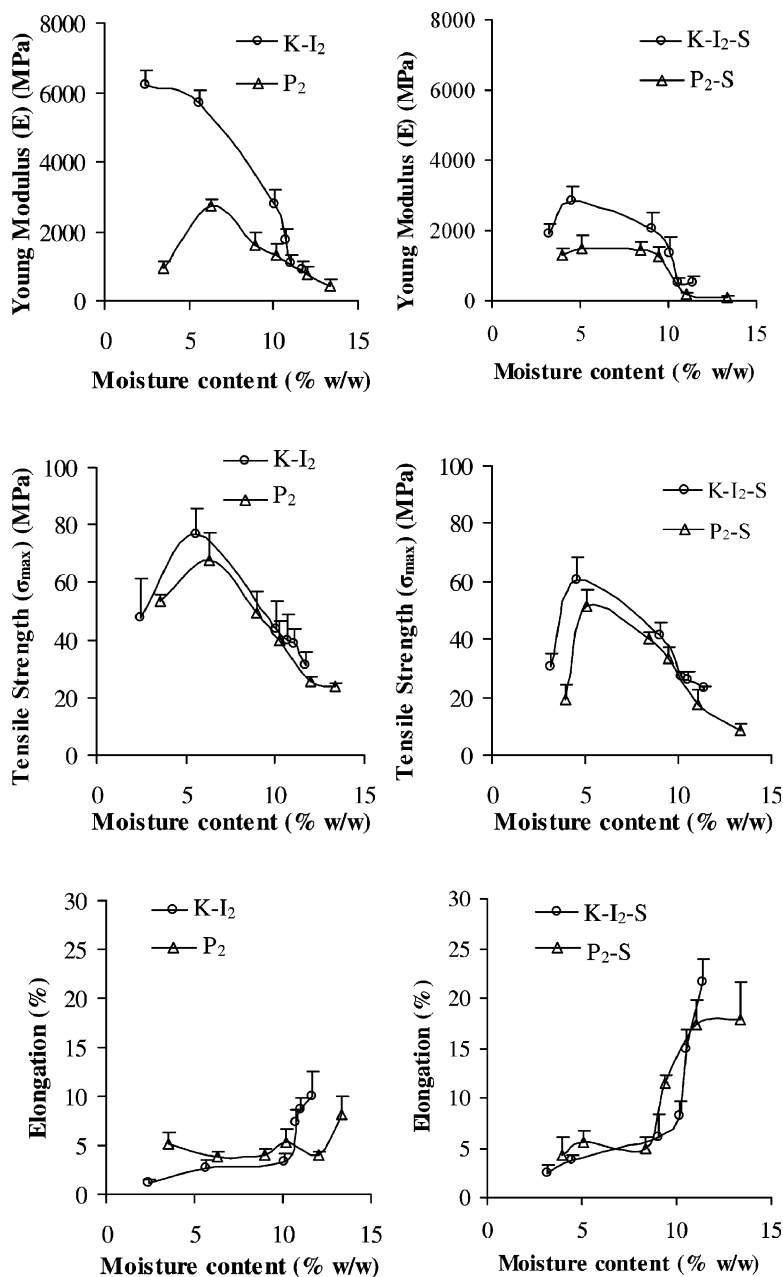 Young Modulus (E) (MPa)
8000
6000
4000
2000
0
K-I₂
P₂
0 5 10 15
Moisture content (% w/w)
Young Modulus (E) (MPa)
8000
6000
4000
2000
0
K-I₂-S
P₂-S
0 5 10 15
Moisture content (% w/w)
Tensile Strength (σmax) (MPa)
100
80
60
40
20
0
K-I₂
P₂
0 5 10 15
Moisture content (% w/w)
Tensile Strength (σmax) (MPa)
100
80
60
40
20
0
K-I₂-S
P₂-S
0 5 10 15
Moisture content (% w/w)
Elongation (%)
30
25
20
15
10
5
0
K-I₂
P₂
0 5 10 15
Moisture content (% w/w)
Elongation (%)
30
25
20
15
10
5
0
K-I₂-S
P₂-S
0 5 10 15
Moisture content (% w/w)